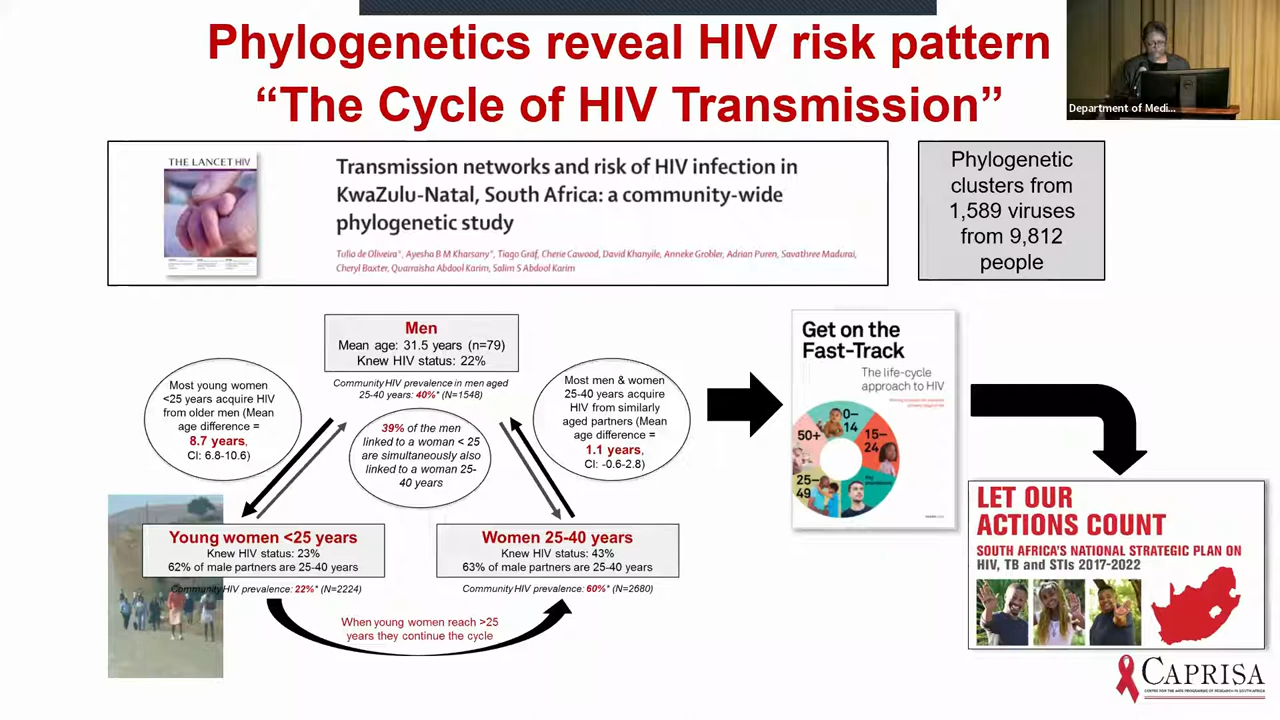 Phylogenetics reveal HIV risk pattern
“The Cycle of HIV Transmission”
Department of Medi...
THE LANCET HIV
Transmission networks and risk of HIV infection in
KwaZulu-Natal, South Africa: a community-wide
phylogenetic study
Tulio de Oliveira*, Ayesha B M Kharsany*, Tiago Gräf, Cherie Cawood, David Khanyile, Anneke Grobler, Adrian Puren, Savathree Madurai,
Cheryl Baxter, Quarraisha Abdool Karim, Salim S Abdool Karim
Phylogenetic
clusters from
1,589 viruses
from 9,812
people
Men
Mean age: 31.5 years (n=79)
Knew HIV status: 22%
Community HIV prevalence in men aged
25-40 years: 40%* (N=1548)
Most young women
<25 years acquire HIV
from older men (Mean
age difference =
8.7 years,
CI: 6.8-10.6)
39% of the men
linked to a woman < 25
are simultaneously also
linked to a woman 25-
40 years
Most men & women
25-40 years acquire
HIV from similarly
aged partners (Mean
age difference =
1.1 years,
CI: -0.6-2.8)
Young women <25 years
Knew HIV status: 23%
62% of male partners are 25-40 years
Community HIV prevalence: 22%* (N=2224)
Women 25-40 years
Knew HIV status: 43%
63% of male partners are 25-40 years
Community HIV prevalence: 60%* (N=2680)
When young women reach >25
years they continue the cycle
Get on the
Fast-Track
The life-cycle
approach to HIV
0–
14
15–
24
25–
49
50+
LET OUR
ACTIONS COUNT
SOUTH AFRICA'S NATIONAL STRATEGIC PLAN ON
HIV, TB and STIs 2017-2022
CAPRISA
CENTRE FOR THE AIDS PROGRAMME OF RESEARCH IN SOUTH AFRICA